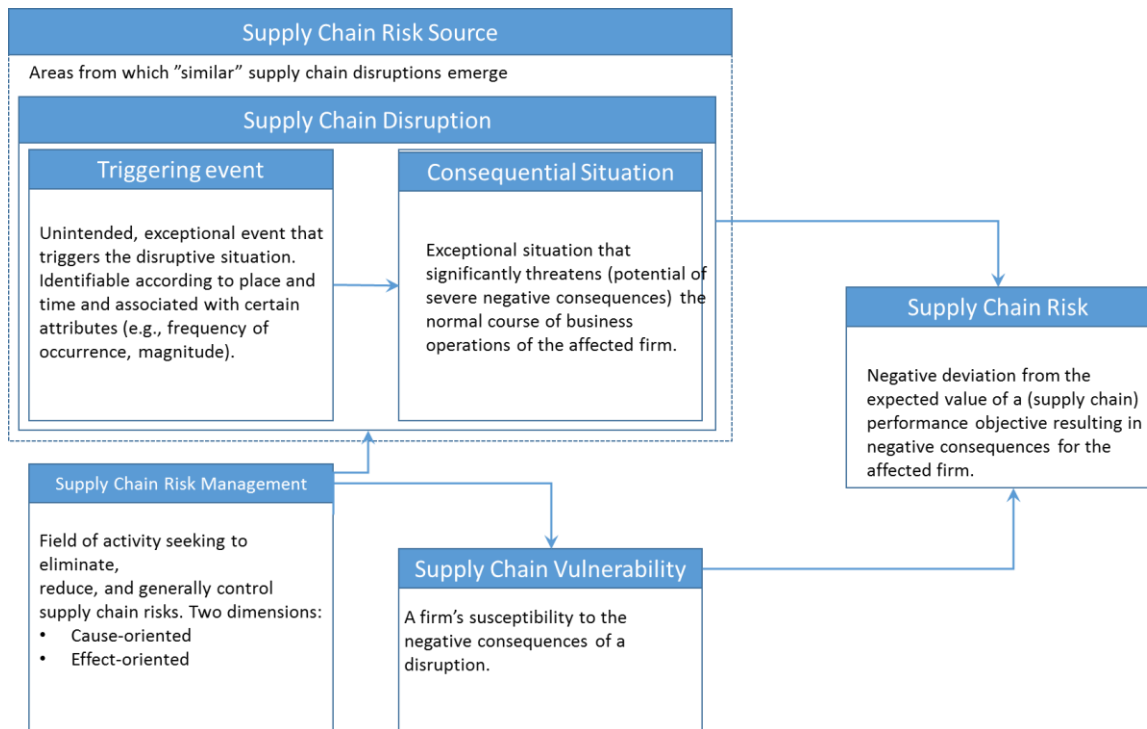 Supply Chain Risk Source
Areas from which ”similar” supply chain disruptions emerge
Supply Chain Disruption
Triggering event
Unintended, exceptional event that
triggers the disruptive situation.
Identifiable according to place and
time and associated with certain
attributes (e.g., frequency of
occurrence, magnitude).
Consequential Situation
Exceptional situation that
significantly threatens (potential of
severe negative consequences) the
normal course of business
operations of the affected firm.
Supply Chain Risk
Negative deviation from the
expected value of a (supply chain)
performance objective resulting in
negative consequences for the
affected firm.
Supply Chain Risk Management
Field of activity seeking to
eliminate,
reduce, and generally control
supply chain risks. Two dimensions:
• Cause-oriented
• Effect-oriented
Supply Chain Vulnerability
A firm’s susceptibility to the
negative consequences of a
disruption.